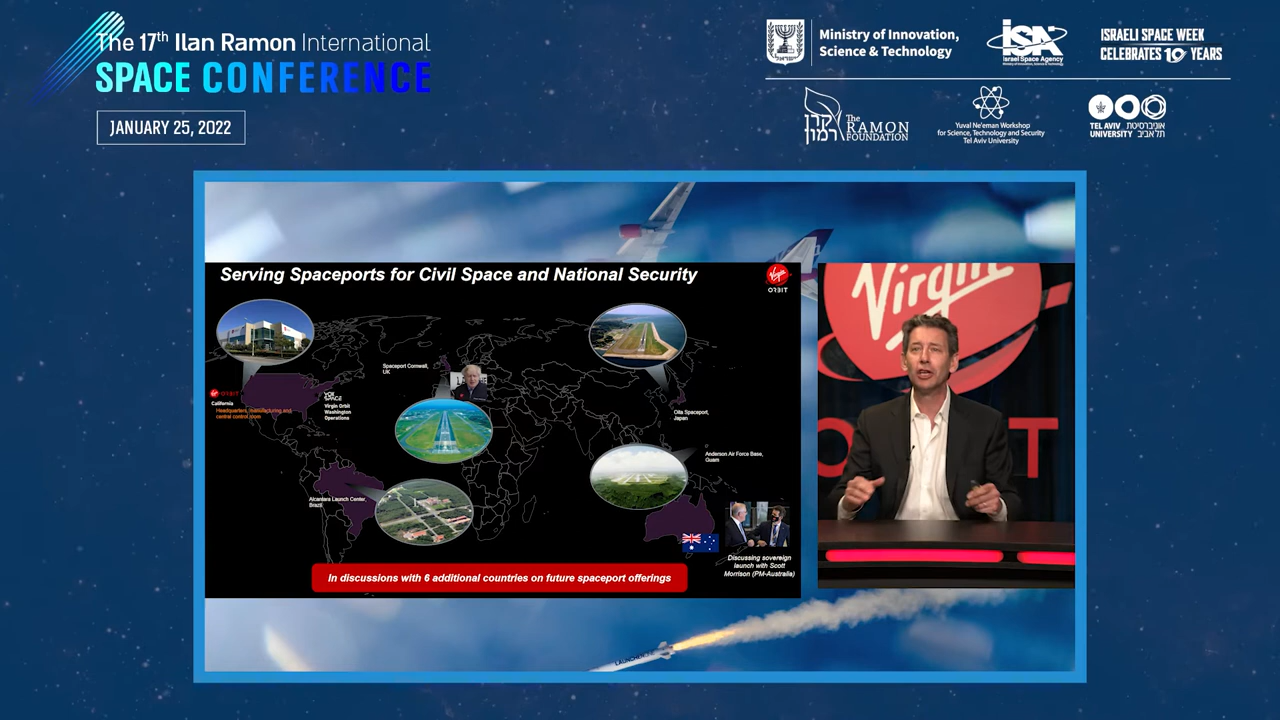 The 17th Ilan Ramon International
SPACE CONFERENCE
JANUARY 25, 2022
Ministry of Innovation,
Science & Technology
ISA
Israel Space Agency
ISRAELI SPACE WEEK
CELEBRATES 10 YEARS
קרן
רמון
The
RAMON
FOUNDATION
Yuval Ne'eman Workshop
for Science, Technology and Security
Tel Aviv University
TEL AVIV
UNIVERSITY
אוניברסיטת
תל אביב
Serving Spaceports for Civil Space and National Security
Virgin
ORBIT
Spaceport Cornwall,
UK
ORBIT
California
Headquarters, manufacturing and
central control room
VOX
SPACE
Virgin Orbit
Washington
Operations
Oita Spaceport,
Japan
Anderson Air Force Base,
Guam
Alcantara Launch Center,
Brazil
Discussing sovereign
launch with Scott
Morrison (PM-Australia)
In discussions with 6 additional countries on future spaceport offerings
Virgin
O
T